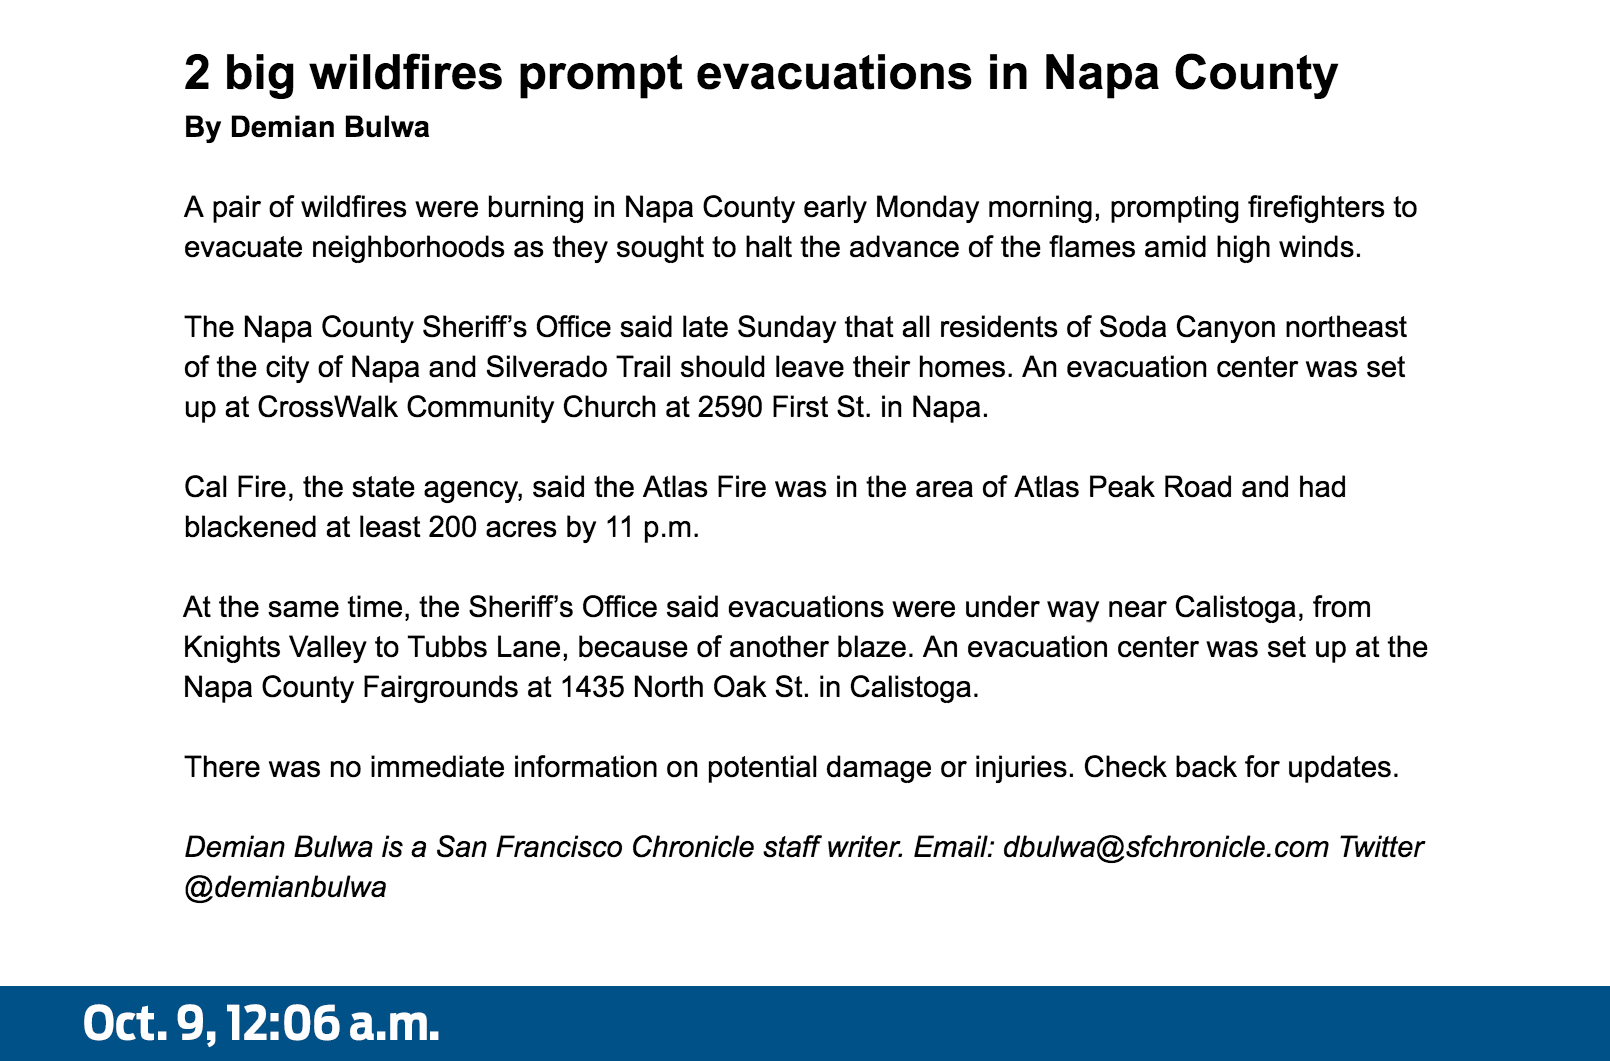 2 big wildfires prompt evacuations in Napa County
By Demian Bulwa
A pair of wildfires were burning in Napa County early Monday morning, prompting firefighters to
evacuate neighborhoods as they sought to halt the advance of the flames amid high winds.
The Napa County Sheriff’s Office said late Sunday that all residents of Soda Canyon northeast
of the city of Napa and Silverado Trail should leave their homes. An evacuation center was set
up at CrossWalk Community Church at 2590 First St. in Napa.
Cal Fire, the state agency, said the Atlas Fire was in the area of Atlas Peak Road and had
blackened at least 200 acres by 11 p.m.
At the same time, the Sheriff’s Office said evacuations were under way near Calistoga, from
Knights Valley to Tubbs Lane, because of another blaze. An evacuation center was set up at the
Napa County Fairgrounds at 1435 North Oak St. in Calistoga.
There was no immediate information on potential damage or injuries. Check back for updates.
Demian Bulwa is a San Francisco Chronicle staff writer. Email: dbulwa@sfchronicle.com Twitter
@demianbulwa
Oct. 9, 12:06 a.m.